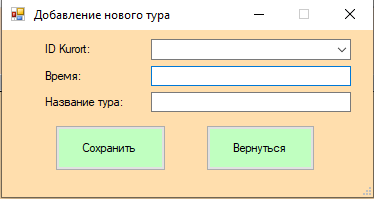 Добавление нового тура
ID Kurort:
Время:
Название тура:
Сохранить
Вернуться